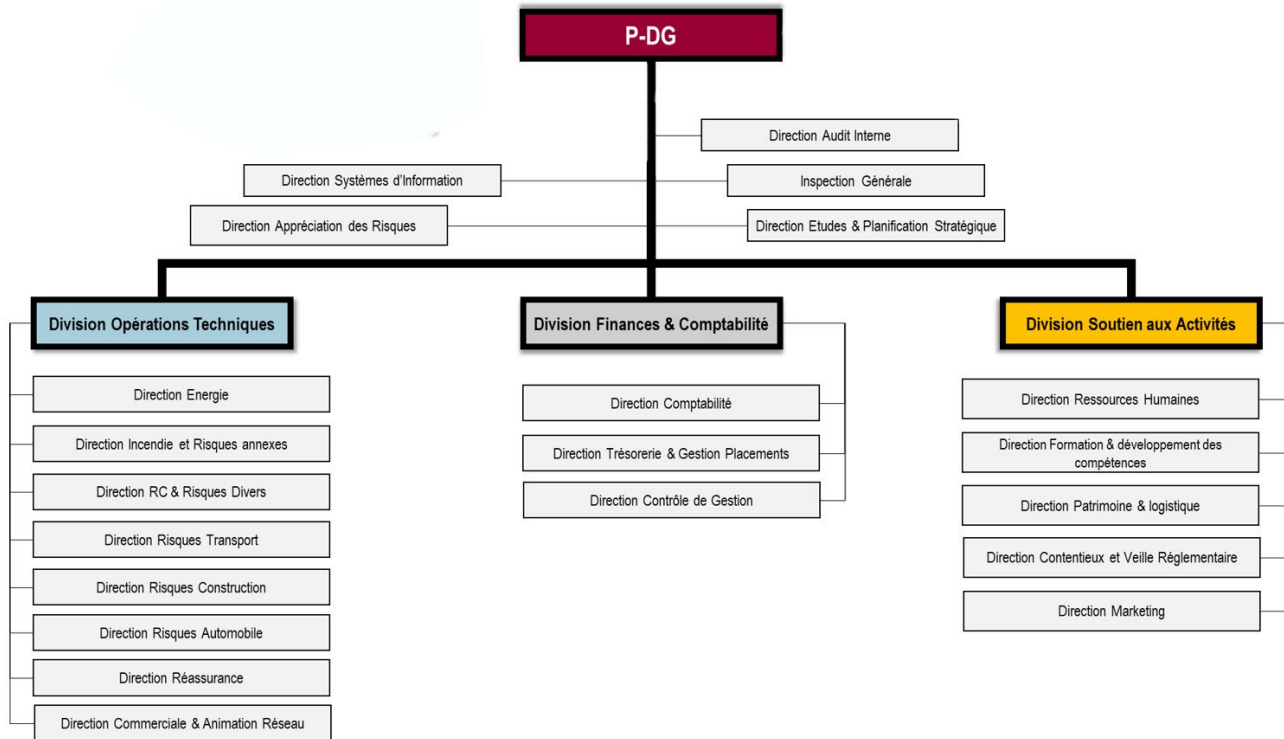 P-DG
Direction Audit Interne
Direction Systèmes d'Information
Inspection Générale
Direction Appréciation des Risques
Direction Etudes & Planification Stratégique
Division Opérations Techniques
Direction Energie
Direction Incendie et Risques annexes
Direction RC & Risques Divers
Direction Risques Transport
Direction Risques Construction
Direction Risques Automobile
Direction Réassurance
Direction Commerciale & Animation Réseau
Division Finances & Comptabilité
Direction Comptabilité
Direction Trésorerie & Gestion Placements
Direction Contrôle de Gestion
Division Soutien aux Activités
Direction Ressources Humaines
Direction Formation & développement des
compétences
Direction Patrimoine & logistique
Direction Contentieux et Veille Réglementaire
Direction Marketing